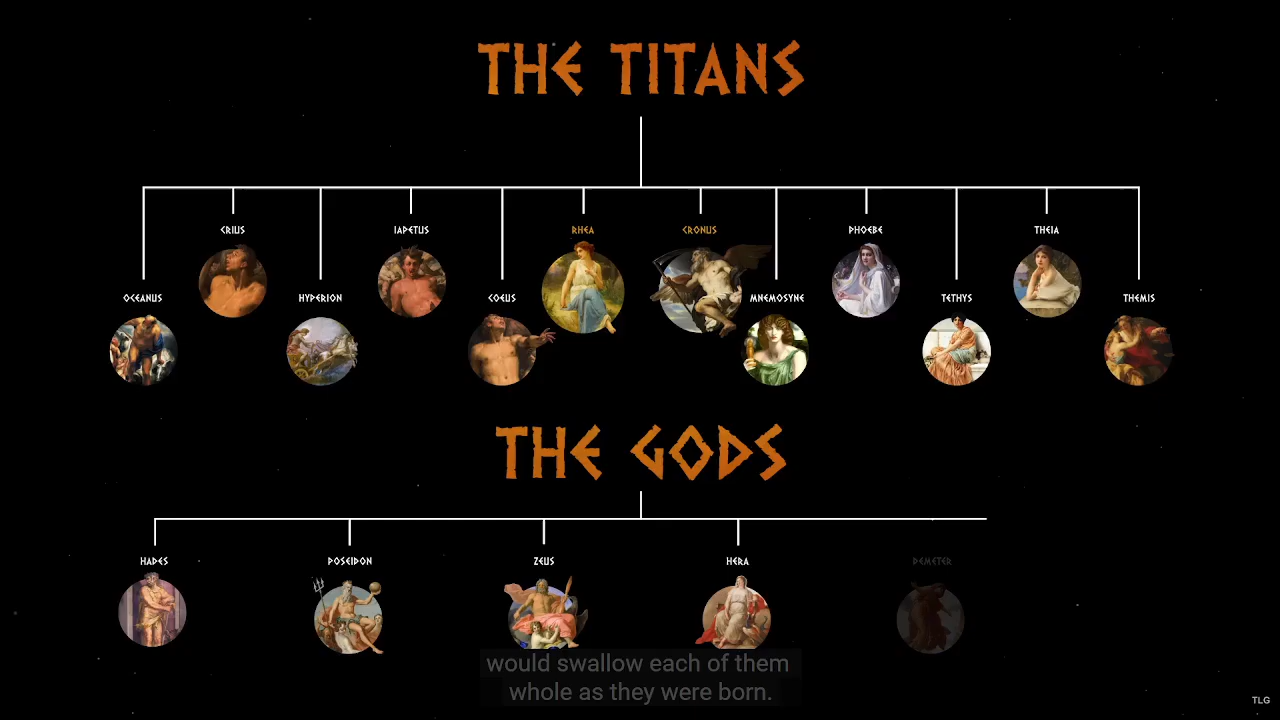 THE TITANS
CRIUS
IAPETUS
RHEA
CRONUS
PHOEBE
THEIA
OCEANUS
HYPERION
COEUS
MNEMOSYNE
TETHYS
THEMIS
THE GODS
HADES
POSEIDON
ZEUS
HERA
DEMETER
would swallow each of them
whole as they were born.
TLG